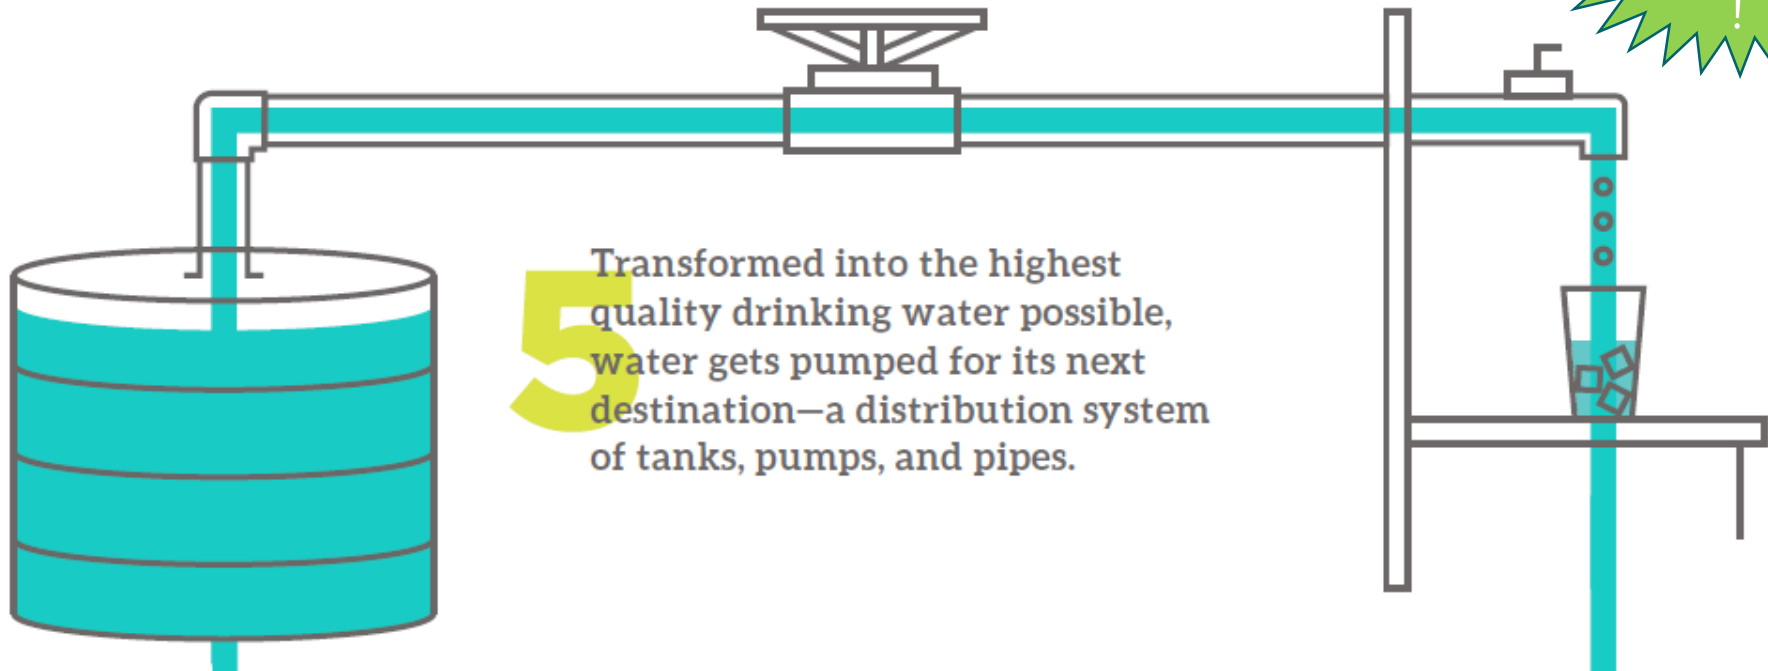 !
5
Transformed into the highest
quality drinking water possible,
water gets pumped for its next
destination—a distribution system
of tanks, pumps, and pipes.